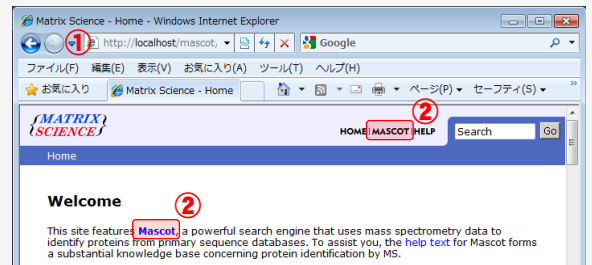 Matrix Science - Home - Windows Internet Explorer
① http://localhost/mascot, Google
ファイル(F) 編集(E) 表示(V) お気に入り(A) ツール(T) ヘルプ(H)
お気に入り Matrix Science - Home ページ(P) セーフティ(S) »
②
{MATRIX}
{SCIENCE}
HOME MASCOT HELP Search Go
Home
Welcome
②
This site features Mascot, a powerful search engine that uses mass spectrometry data to
identify proteins from primary sequence databases. To assist you, the help text for Mascot forms
a substantial knowledge base concerning protein identification by MS.